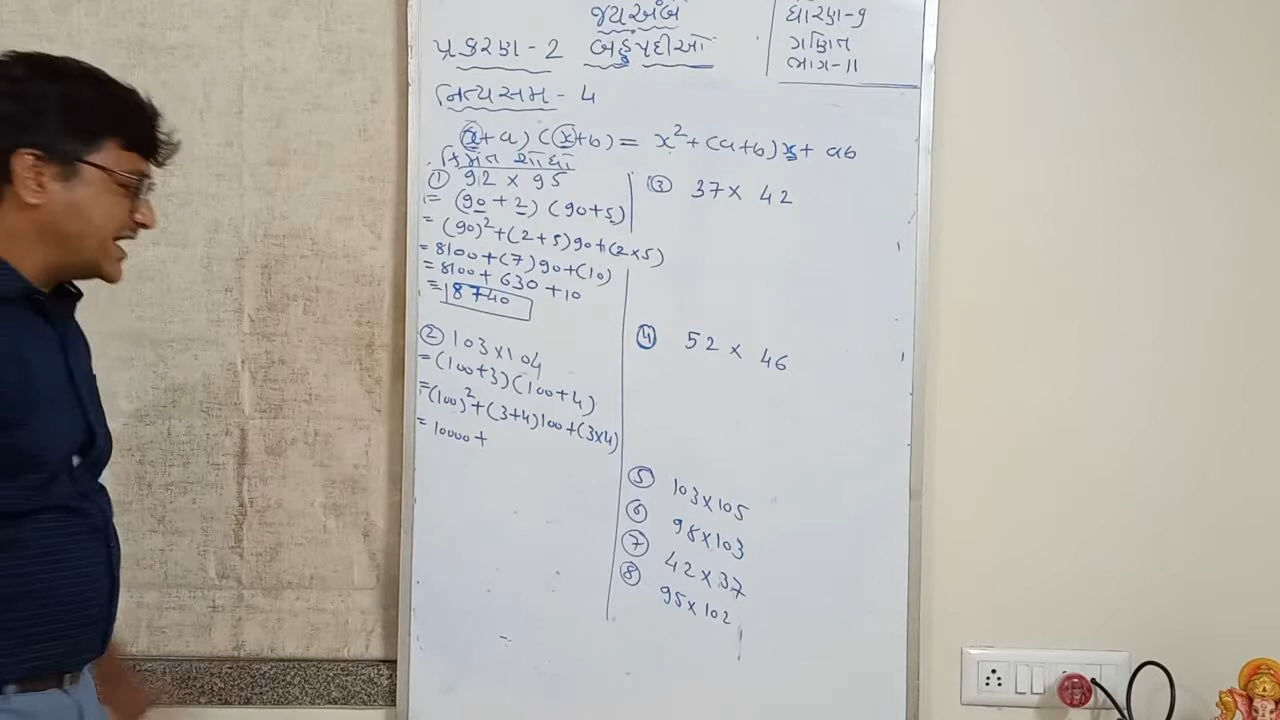 જય અંબે
ધોરણ-૧
ગણિત
ભાગ-11
પ્રકરણ - 2 બહુપદીઓ
નિત્યસમ - 4
(x+a) (x+b) = x² + (a+b)x + ab
કિંમત શોધો
① 92 × 95
= (90 + 2) (90+5)
= (90)² + (2+5)90+(2×5)
= 8100+(7)90+(10)
= 8100+ 630 +10
= 8740
② 103×104
= (100+3) (100+4)
= (100)² + (3+4)100+(3×4)
= 10000+
③ 37× 42
④ 52 × 46
⑤ 103×105
⑥ 98×103
⑦ 42×37
⑧ 95×102